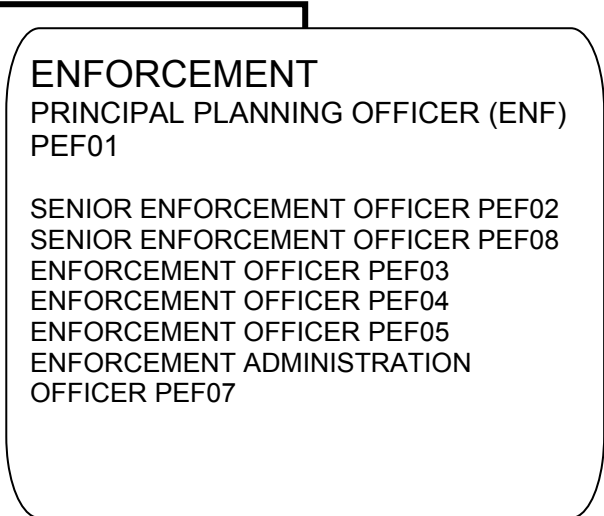 ENFORCEMENT
PRINCIPAL PLANNING OFFICER (ENF)
PEF01
SENIOR ENFORCEMENT OFFICER PEF02
SENIOR ENFORCEMENT OFFICER PEF08
ENFORCEMENT OFFICER PEF03
ENFORCEMENT OFFICER PEF04
ENFORCEMENT OFFICER PEF05
ENFORCEMENT ADMINISTRATION
OFFICER PEF07